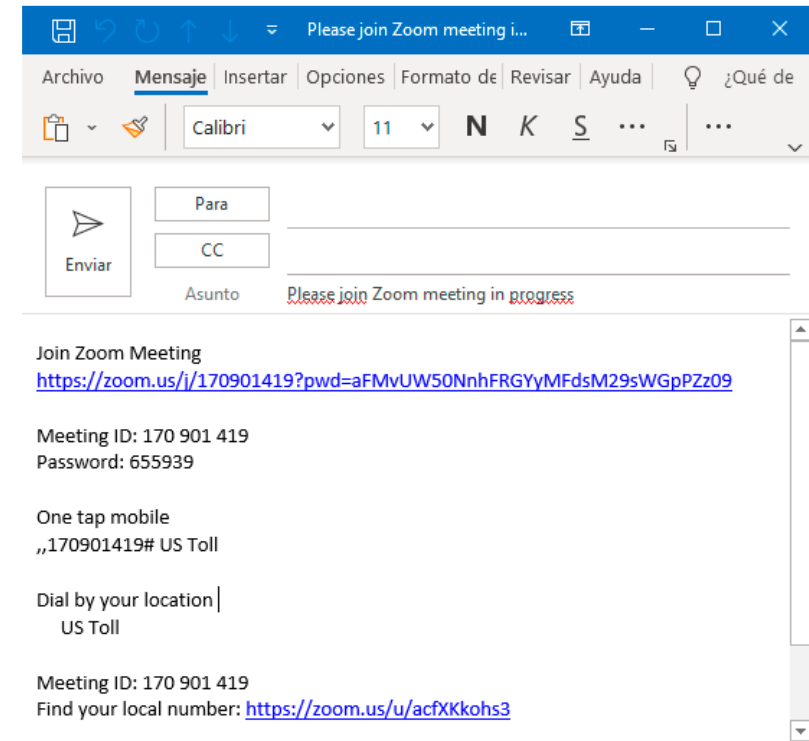 Please join Zoom meeting i...
Archivo Mensaje Insertar Opciones Formato de Revisar Ayuda ¿Qué de
Calibri 11 N K S ... ...
Enviar
Para
CC
Asunto Please join Zoom meeting in progress
Join Zoom Meeting
https://zoom.us/j/170901419?pwd=aFMvUW50NnhFRGYyMFdsM29sWGpPZz09
Meeting ID: 170 901 419
Password: 655939
One tap mobile
,,170901419# US Toll
Dial by your location
US Toll
Meeting ID: 170 901 419
Find your local number: https://zoom.us/u/acfXKkohs3